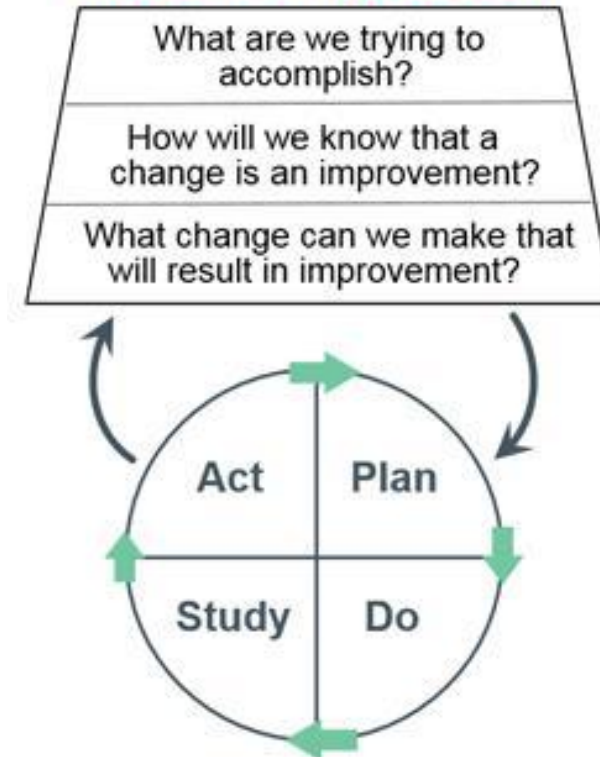 What are we trying to
accomplish?
How will we know that a
change is an improvement?
What change can we make that
will result in improvement?
Act
Plan
Study
Do